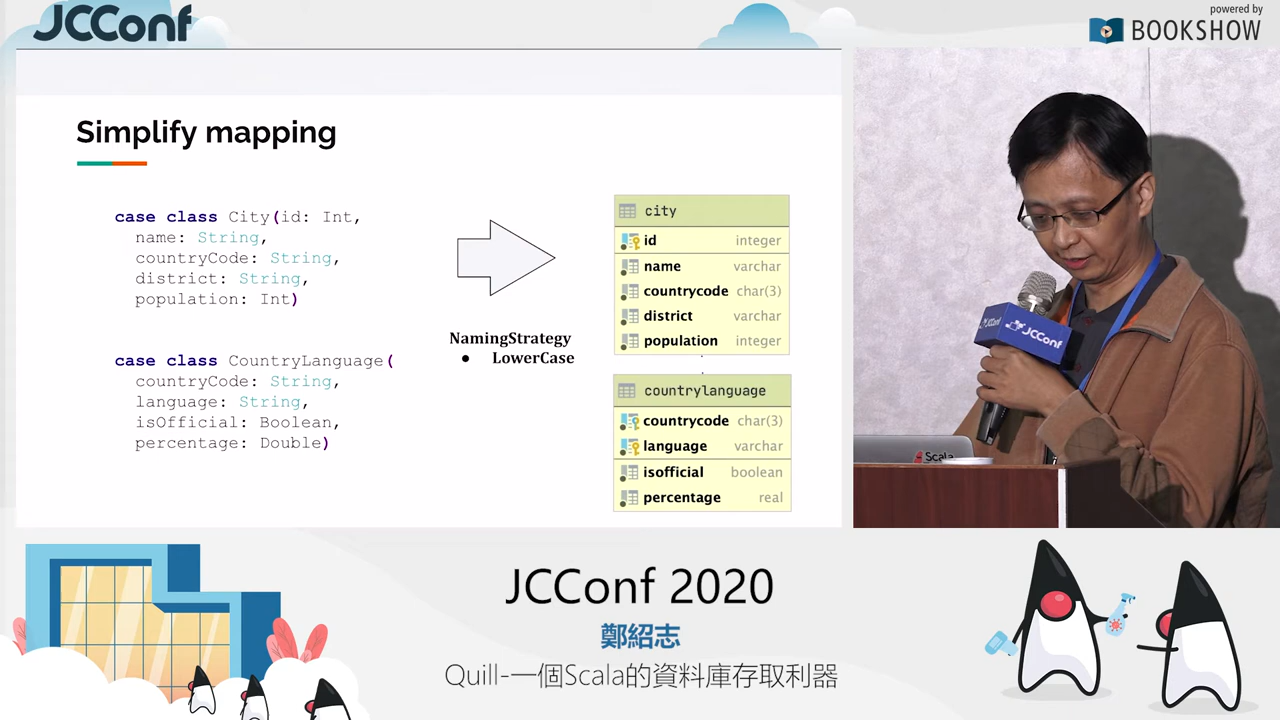 JCConf
powered by
BOOKSHOW
Simplify mapping
case class City(id: Int,
name: String,
countryCode: String,
district: String,
population: Int)
case class CountryLanguage(
countryCode: String,
language: String,
isOfficial: Boolean,
percentage: Double)
NamingStrategy
● LowerCase
city
id integer
name varchar
countrycode char(3)
district varchar
population integer
countrylanguage
countrycode char(3)
language varchar
isofficial boolean
percentage real
JCConf
JCConf
Scala
JCConf 2020
鄭紹志
Quill-一個Scala的資料庫存取利器